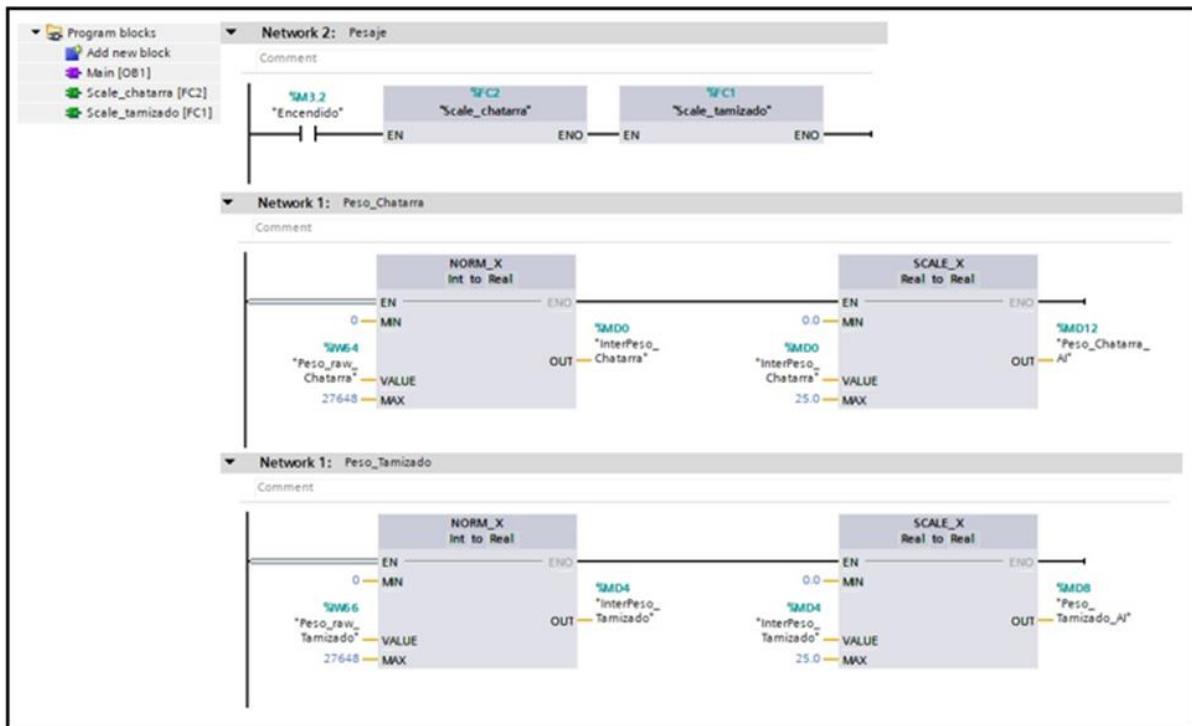 Program blocks
Add new block
Main [OB1]
Scale_chatarra [FC2]
Scale_tamizado [FC1]
Network 2: Pesaje
Comment
%M3.2
"Encendido"
%FC2
"Scale_chatarra"
EN ENO
%FC1
"Scale_tamizado"
EN ENO
Network 1: Peso_Chatarra
Comment
NORM_X
Int to Real
EN ENO
0 MIN
%IW64
"Peso_raw_
Chatarra" VALUE
27648 MAX
OUT
%MD0
"InterPeso_
Chatarra"
SCALE_X
Real to Real
EN ENO
0.0 MIN
%MD0
"InterPeso_
Chatarra" VALUE
25.0 MAX
OUT
%MD12
"Peso_Chatarra_
AI"
Network 1: Peso_Tamizado
Comment
NORM_X
Int to Real
EN ENO
0 MIN
%IW66
"Peso_raw_
Tamizado" VALUE
27648 MAX
OUT
%MD4
"InterPeso_
Tamizado"
SCALE_X
Real to Real
EN ENO
0.0 MIN
%MD4
"InterPeso_
Tamizado" VALUE
25.0 MAX
OUT
%MD8
"Peso_
Tamizado_AI"